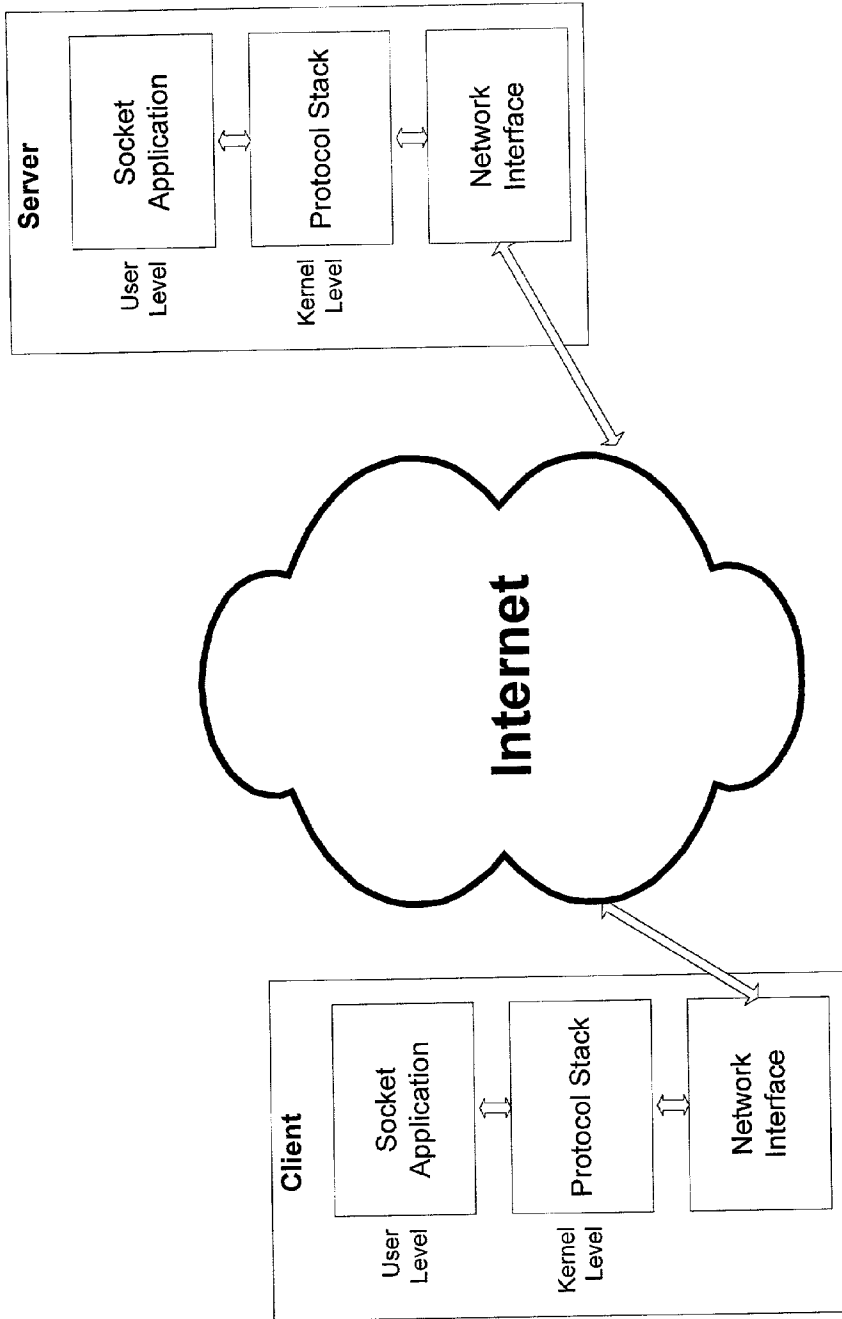 Client
User
Level
Socket
Application
Kernel
Level
Protocol Stack
Network
Interface
Internet
Server
User
Level
Socket
Application
Kernel
Level
Protocol Stack
Network
Interface